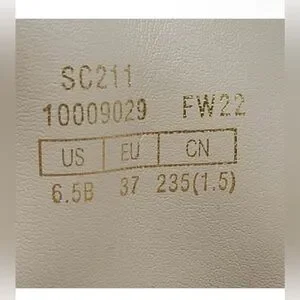 SC211
10009029 FW22
US EU CN
6.5B 37 235(1.5)